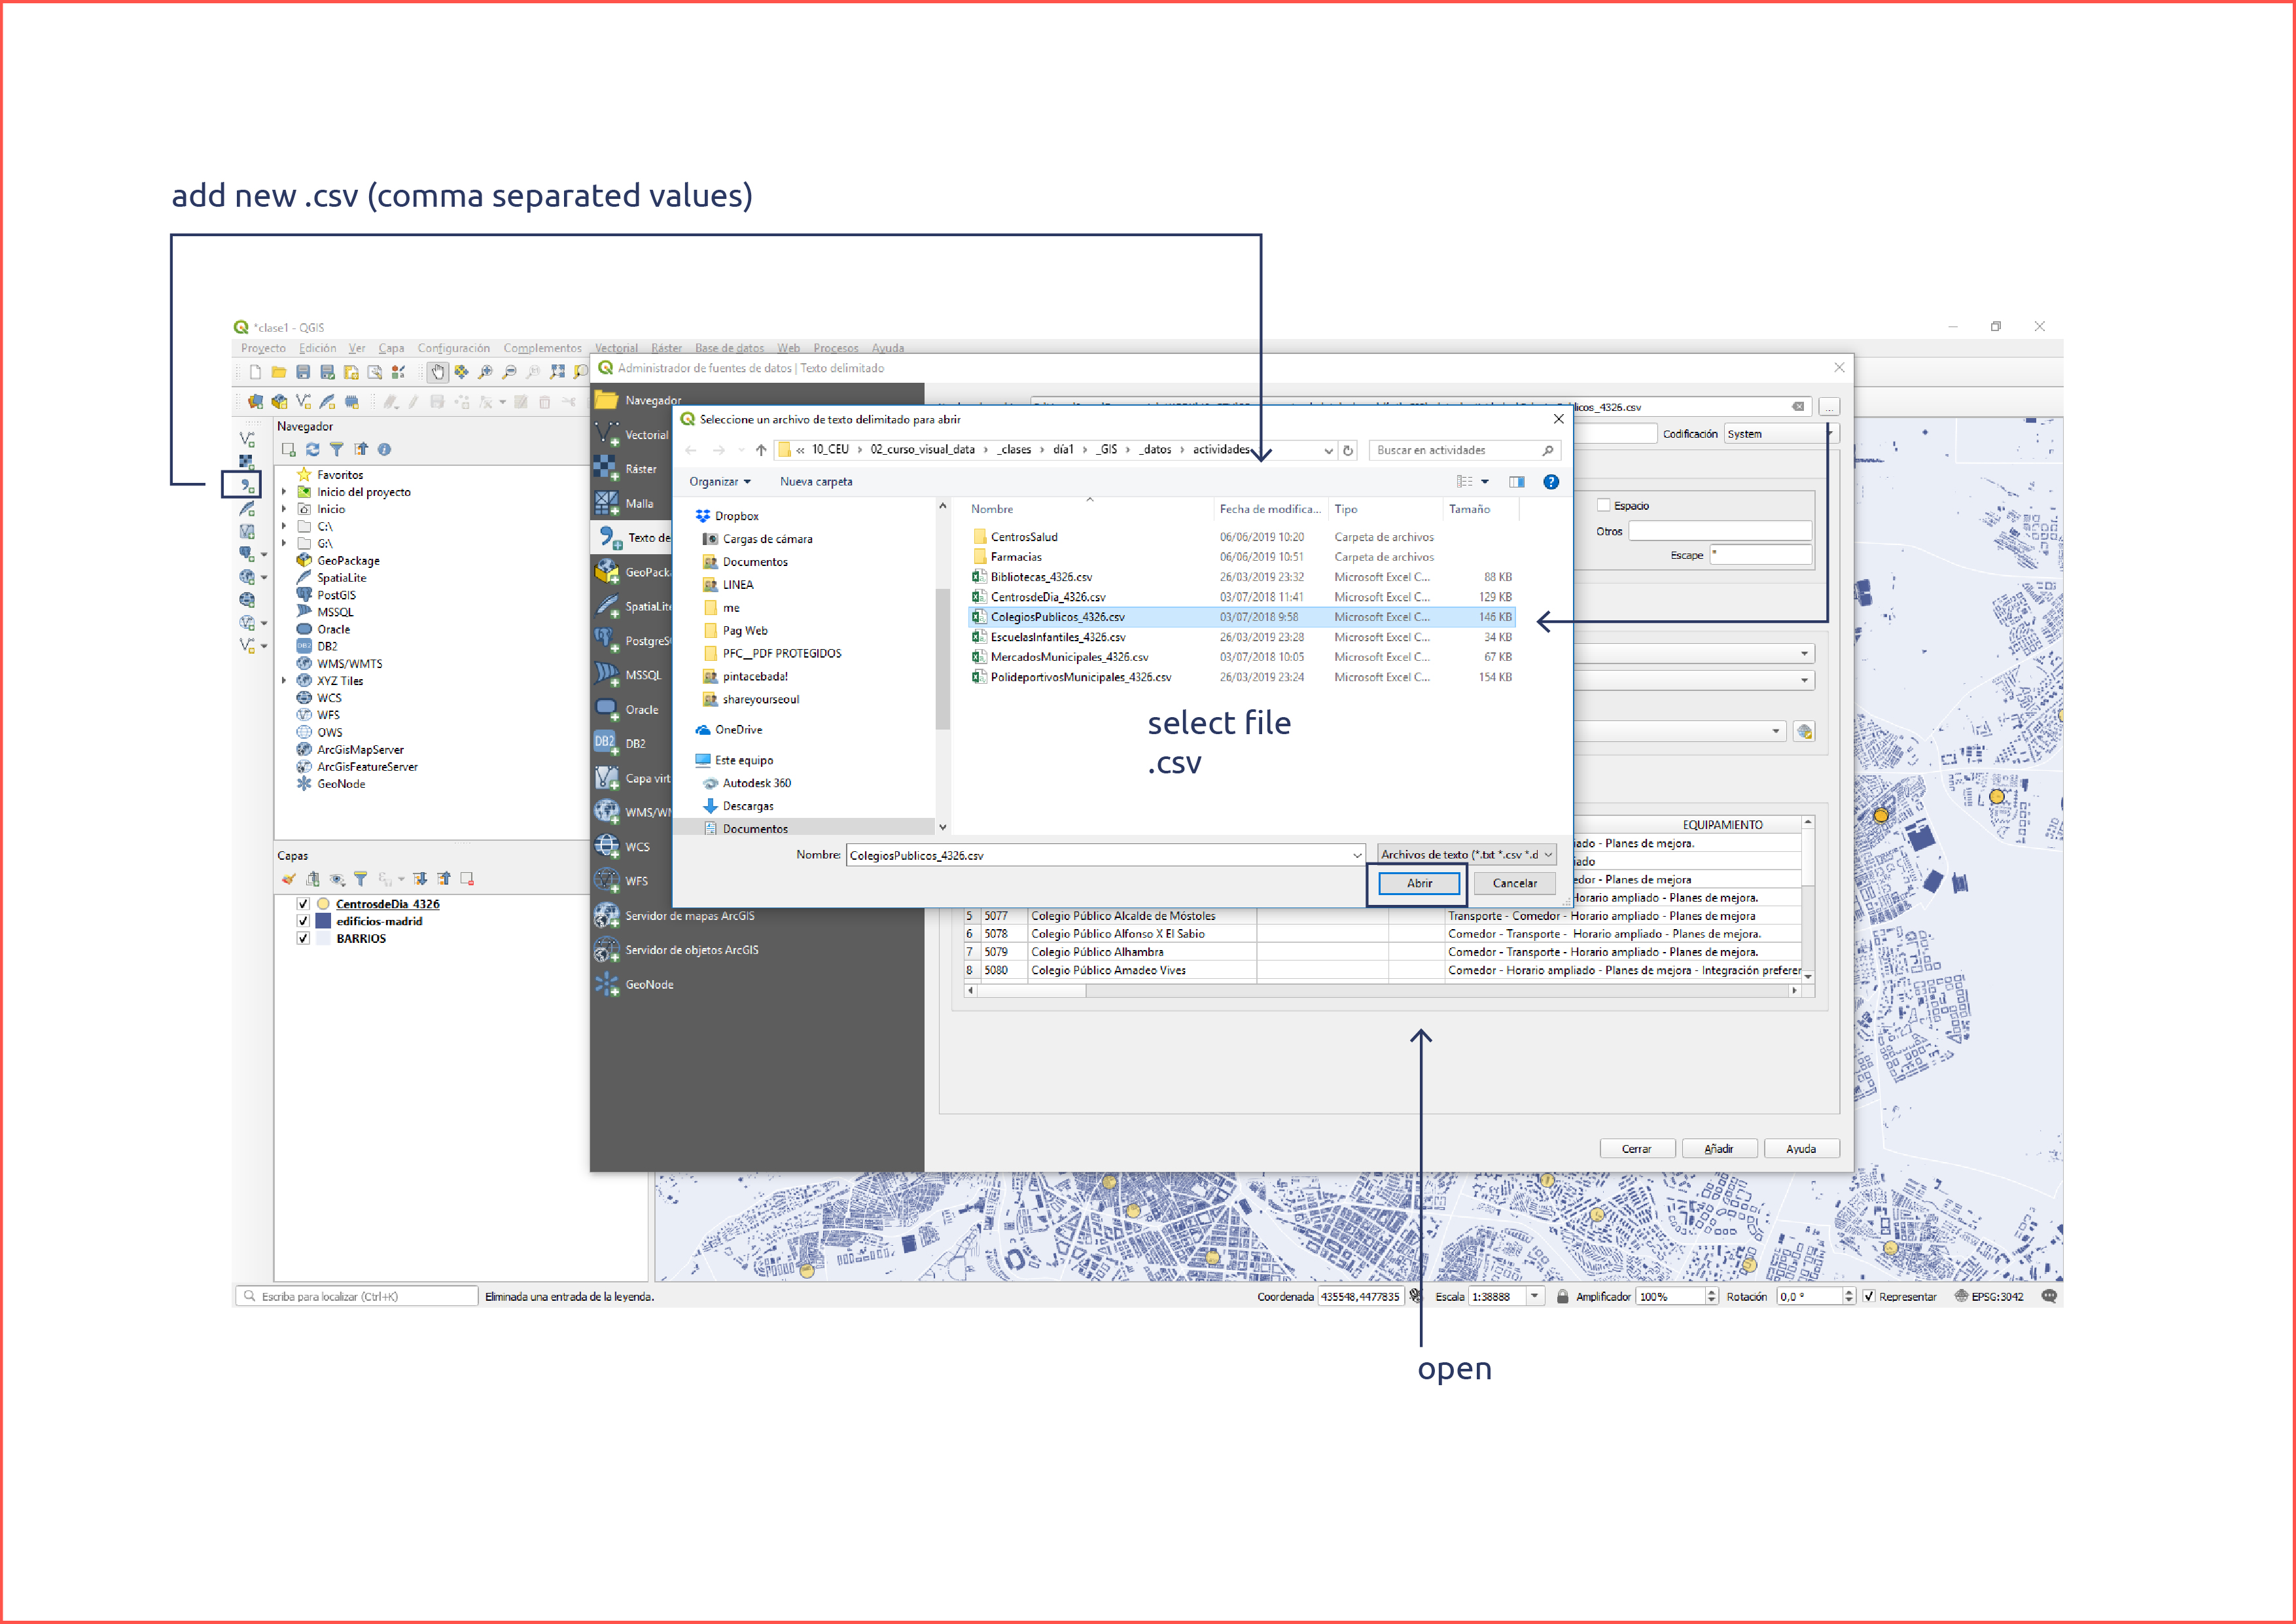 add new .csv (comma separated values)
*clase1 - QGIS
Proyecto Edición Ver Capa Configuración Complementos Vectorial Ráster Base de datos Web Procesos Ayuda
Administrador de fuentes de datos | Texto delimitado
Navegador
Vectorial
Ráster
Malla
Texto de
GeoPack
SpatiaLite
PostgreS
MSSQL
Oracle
DB2
Capa virt
WMS/WM
WCS
WFS
Servidor de mapas ArcGIS
Servidor de objetos ArcGIS
GeoNode
Navegador
Favoritos
Inicio del proyecto
Inicio
C:\
G:\
GeoPackage
SpatiaLite
PostGIS
MSSQL
Oracle
DB2
WMS/WMTS
XYZ Tiles
WCS
WFS
OWS
ArcGisMapServer
ArcGisFeatureServer
GeoNode
Capas
CentrosdeDia_4326
edificios-madrid
BARRIOS
Seleccione un archivo de texto delimitado para abrir
« 10_CEU › 02_curso_visual_data › _clases › día1 › _GIS › _datos › actividades
Buscar en actividades
Organizar Nueva carpeta
Dropbox
Cargas de cámara
Documentos
LINEA
me
Pag Web
PFC__PDF PROTEGIDOS
pintacebada!
shareyourseoul
OneDrive
Este equipo
Autodesk 360
Descargas
Documentos
Nombre Fecha de modifica... Tipo Tamaño
CentrosSalud 06/06/2019 10:20 Carpeta de archivos
Farmacias 06/06/2019 10:51 Carpeta de archivos
Bibliotecas_4326.csv 26/03/2019 23:32 Microsoft Excel C... 88 KB
CentrosdeDia_4326.csv 03/07/2018 11:41 Microsoft Excel C... 129 KB
ColegiosPublicos_4326.csv 03/07/2018 9:58 Microsoft Excel C... 146 KB
EscuelasInfantiles_4326.csv 26/03/2019 23:28 Microsoft Excel C... 34 KB
MercadosMunicipales_4326.csv 03/07/2018 10:05 Microsoft Excel C... 67 KB
PolideportivosMunicipales_4326.csv 26/03/2019 23:24 Microsoft Excel C... 154 KB
select file
.csv
Nombre: ColegiosPublicos_4326.csv Archivos de texto (*.txt *.csv *.d
Abrir Cancelar
licos_4326.csv
...
Codificación System
Espacio
Otros
Escape "
EQUIPAMIENTO
iado - Planes de mejora.
iado
edor - Planes de mejora
Horario ampliado - Planes de mejora.
5 5077 Colegio Público Alcalde de Móstoles Transporte - Comedor - Horario ampliado - Planes de mejora
6 5078 Colegio Público Alfonso X El Sabio Comedor - Transporte - Horario ampliado - Planes de mejora.
7 5079 Colegio Público Alhambra Comedor - Transporte - Horario ampliado - Planes de mejora.
8 5080 Colegio Público Amadeo Vives Comedor - Horario ampliado - Planes de mejora - Integración preferer
Cerrar Añadir Ayuda
Escriba para localizar (Ctrl+K) Eliminada una entrada de la leyenda. Coordenada 435548,4477835 Escala 1:38888 Amplificador 100% Rotación 0,0 ° Representar EPSG:3042
open